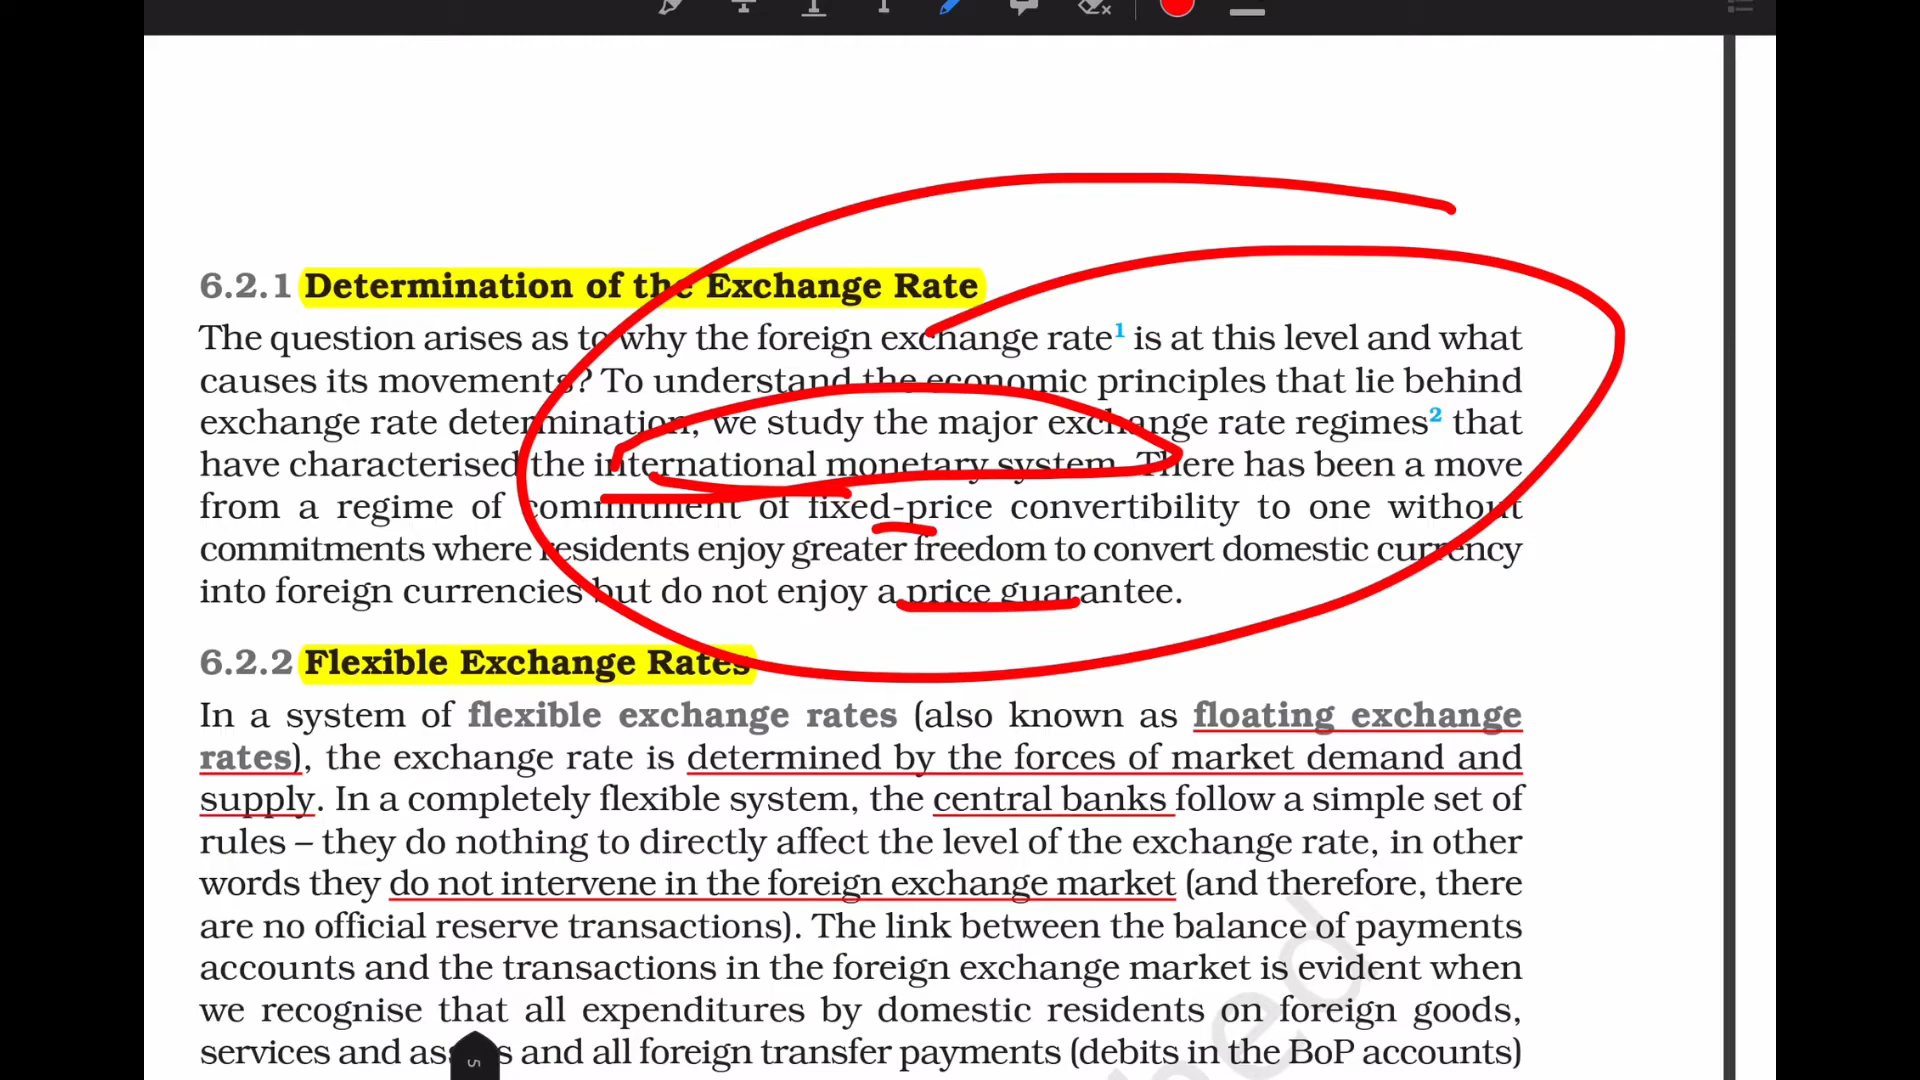 6.2.1 Determination of the Exchange Rate
The question arises as to why the foreign exchange rate1 is at this level and what
causes its movements? To understand the economic principles that lie behind
exchange rate determination, we study the major exchange rate regimes2 that
have characterised the international monetary system. There has been a move
from a regime of commitment of fixed-price convertibility to one without
commitments where residents enjoy greater freedom to convert domestic currency
into foreign currencies but do not enjoy a price guarantee.
6.2.2 Flexible Exchange Rates
In a system of flexible exchange rates (also known as floating exchange
rates), the exchange rate is determined by the forces of market demand and
supply. In a completely flexible system, the central banks follow a simple set of
rules – they do nothing to directly affect the level of the exchange rate, in other
words they do not intervene in the foreign exchange market (and therefore, there
are no official reserve transactions). The link between the balance of payments
accounts and the transactions in the foreign exchange market is evident when
we recognise that all expenditures by domestic residents on foreign goods,
services and assets and all foreign transfer payments (debits in the BoP accounts)
5